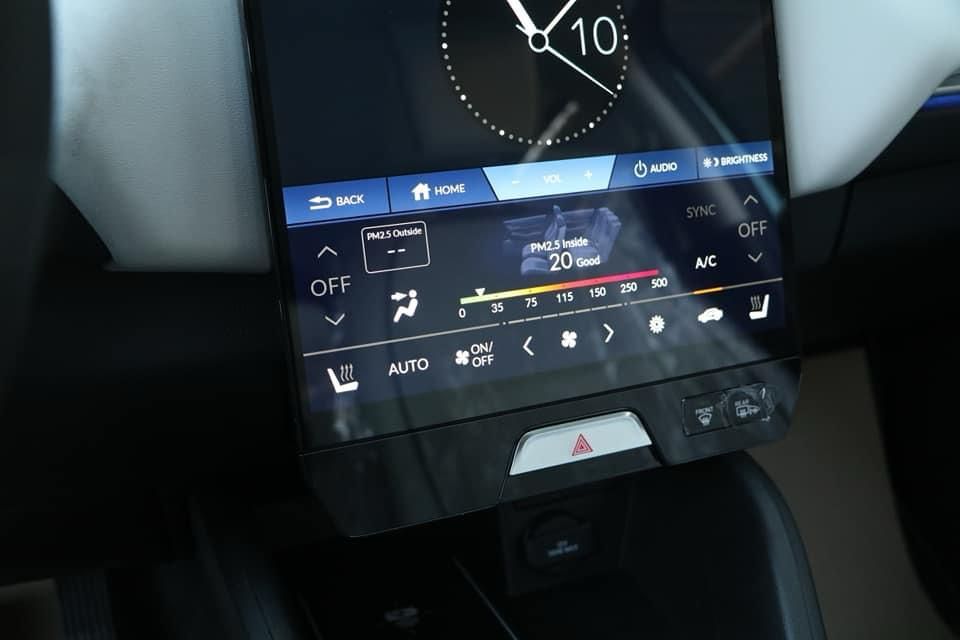 10
BACK
HOME
- VOL +
AUDIO
BRIGHTNESS
PM2.5 Outside
--
OFF
PM2.5 Inside
20 Good
0 35 75 115 150 250 500
SYNC
OFF
A/C
AUTO
ON/
OFF
FRONT
REAR